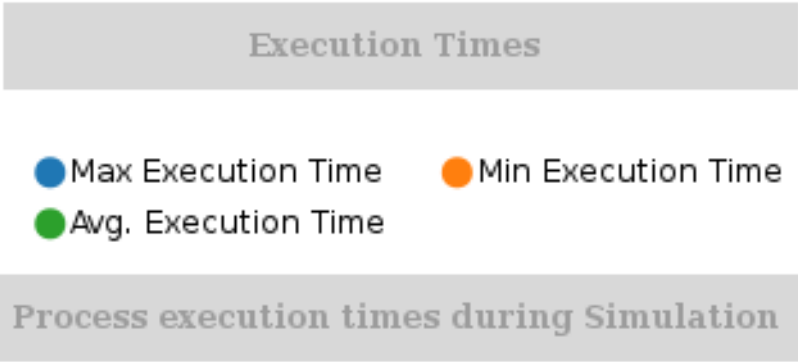 Execution Times
Max Execution Time Min Execution Time
Avg. Execution Time
Process execution times during Simulation